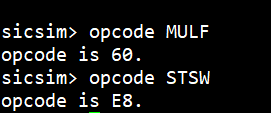 sicsim> opcode MULF
opcode is 60.
sicsim> opcode STSW
opcode is E8.